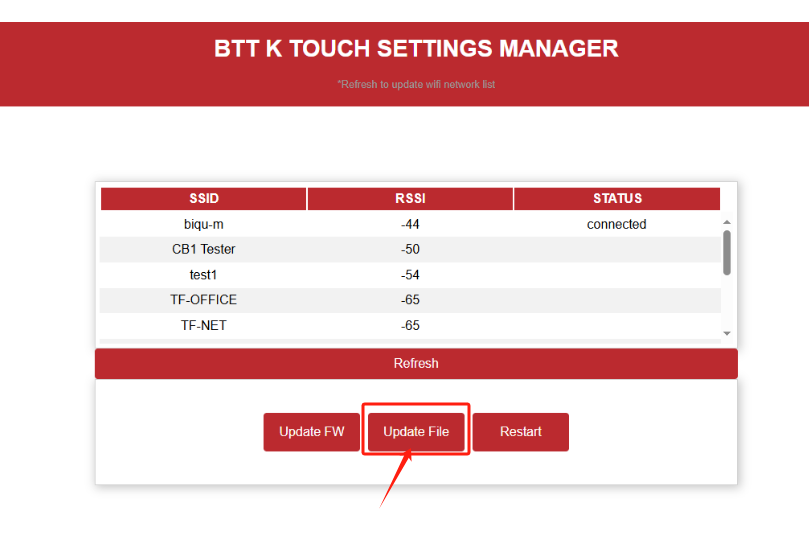 BTT K TOUCH SETTINGS MANAGER
*Refresh to update wifi network list
SSID RSSI STATUS
biqu-m -44 connected
CB1 Tester -50
test1 -54
TF-OFFICE -65
TF-NET -65
Refresh
Update FW Update File Restart